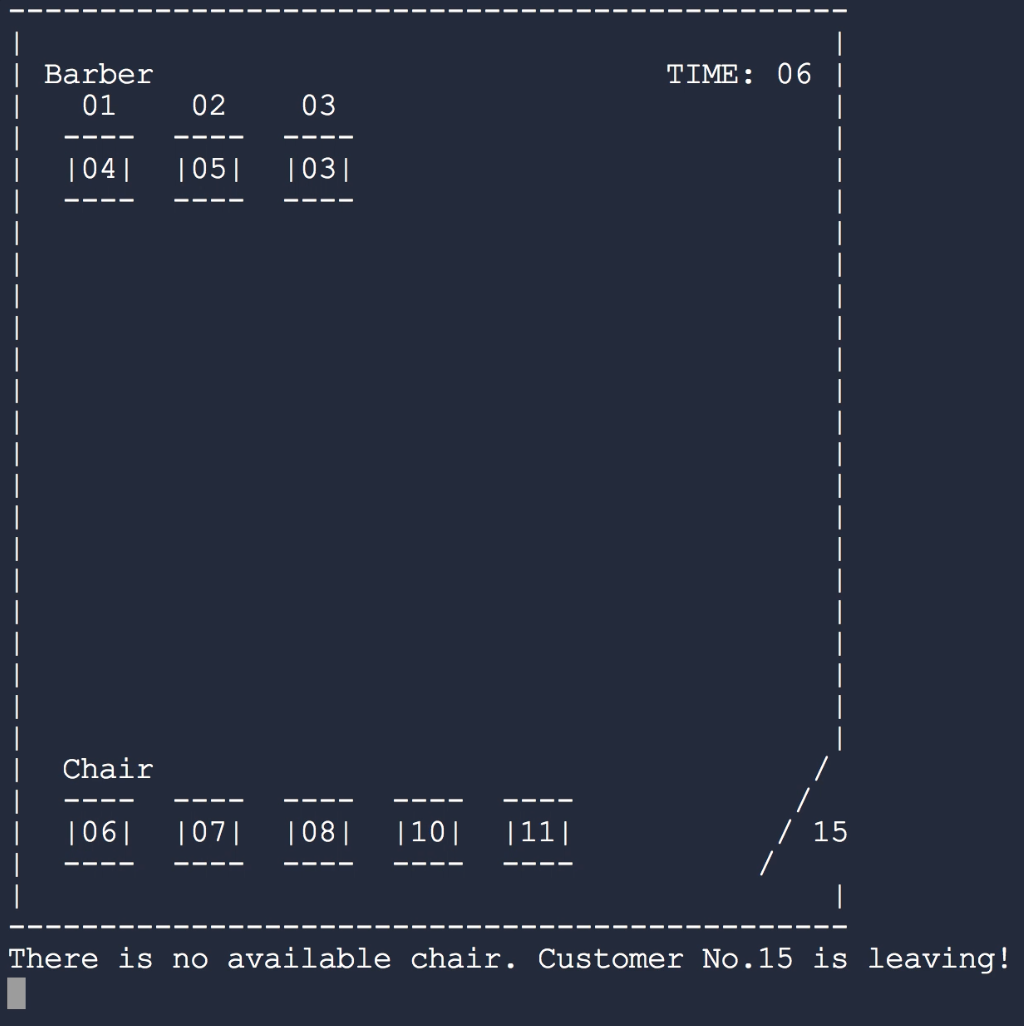 Barber TIME: 06
01 02 03
|04| |05| |03|
Chair
|06| |07| |08| |10| |11| / 15
There is no available chair. Customer No.15 is leaving!